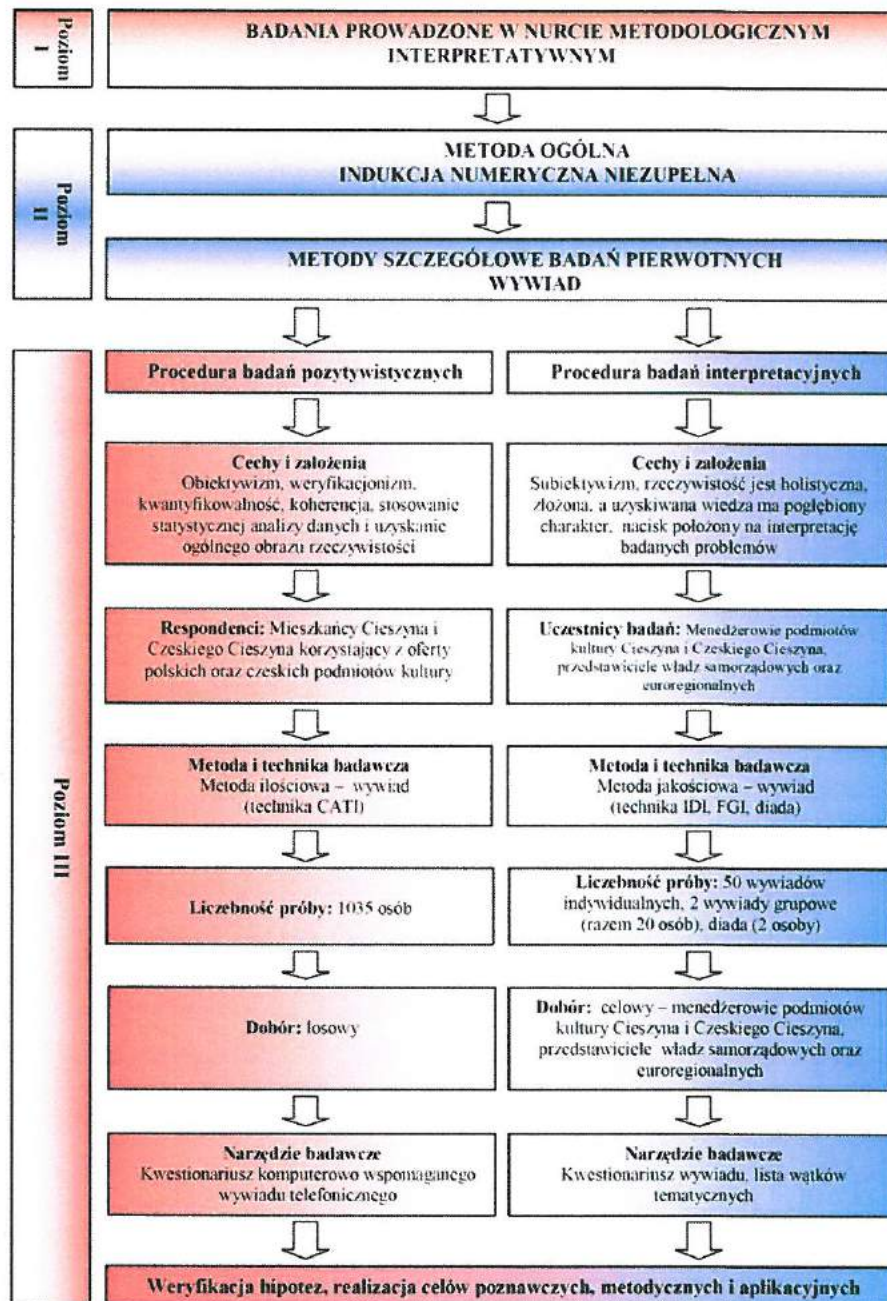 Poziom
I
BADANIA PROWADZONE W NURCIE METODOLOGICZNYM
INTERPRETATYWNYM
Poziom
II
METODA OGÓLNA
INDUKCJA NUMERYCZNA NIEZUPEŁNA
METODY SZCZEGÓŁOWE BADAŃ PIERWOTNYCH
WYWIAD
Poziom III
Procedura badań pozytywistycznych
Cechy i założenia
Obiektywizm, weryfikacjonizm,
kwantyfikowalność, koherencja, stosowanie
statystycznej analizy danych i uzyskanie
ogólnego obrazu rzeczywistości
Respondenci: Mieszkańcy Cieszyna i
Czeskiego Cieszyna korzystający z oferty
polskich oraz czeskich podmiotów kultury
Metoda i technika badawcza
Metoda ilościowa – wywiad
(technika CATI)
Liczebność próby: 1035 osób
Dobór: losowy
Narzędzie badawcze
Kwestionariusz komputerowo wspomaganego
wywiadu telefonicznego
Procedura badań interpretacyjnych
Cechy i założenia
Subiektywizm, rzeczywistość jest holistyczna,
złożona, a uzyskiwana wiedza ma pogłębiony
charakter, nacisk położony na interpretację
badanych problemów
Uczestnicy badań: Menedżerowie podmiotów
kultury Cieszyna i Czeskiego Cieszyna,
przedstawiciele władz samorządowych oraz
euroregionalnych
Metoda i technika badawcza
Metoda jakościowa – wywiad
(technika IDI, FGI, diada)
Liczebność próby: 50 wywiadów
indywidualnych, 2 wywiady grupowe
(razem 20 osób), diada (2 osoby)
Dobór: celowy – menedżerowie podmiotów
kultury Cieszyna i Czeskiego Cieszyna,
przedstawiciele władz samorządowych oraz
euroregionalnych
Narzędzie badawcze
Kwestionariusz wywiadu, lista wątków
tematycznych
Weryfikacja hipotez, realizacja celów poznawczych, metodycznych i aplikacyjnych